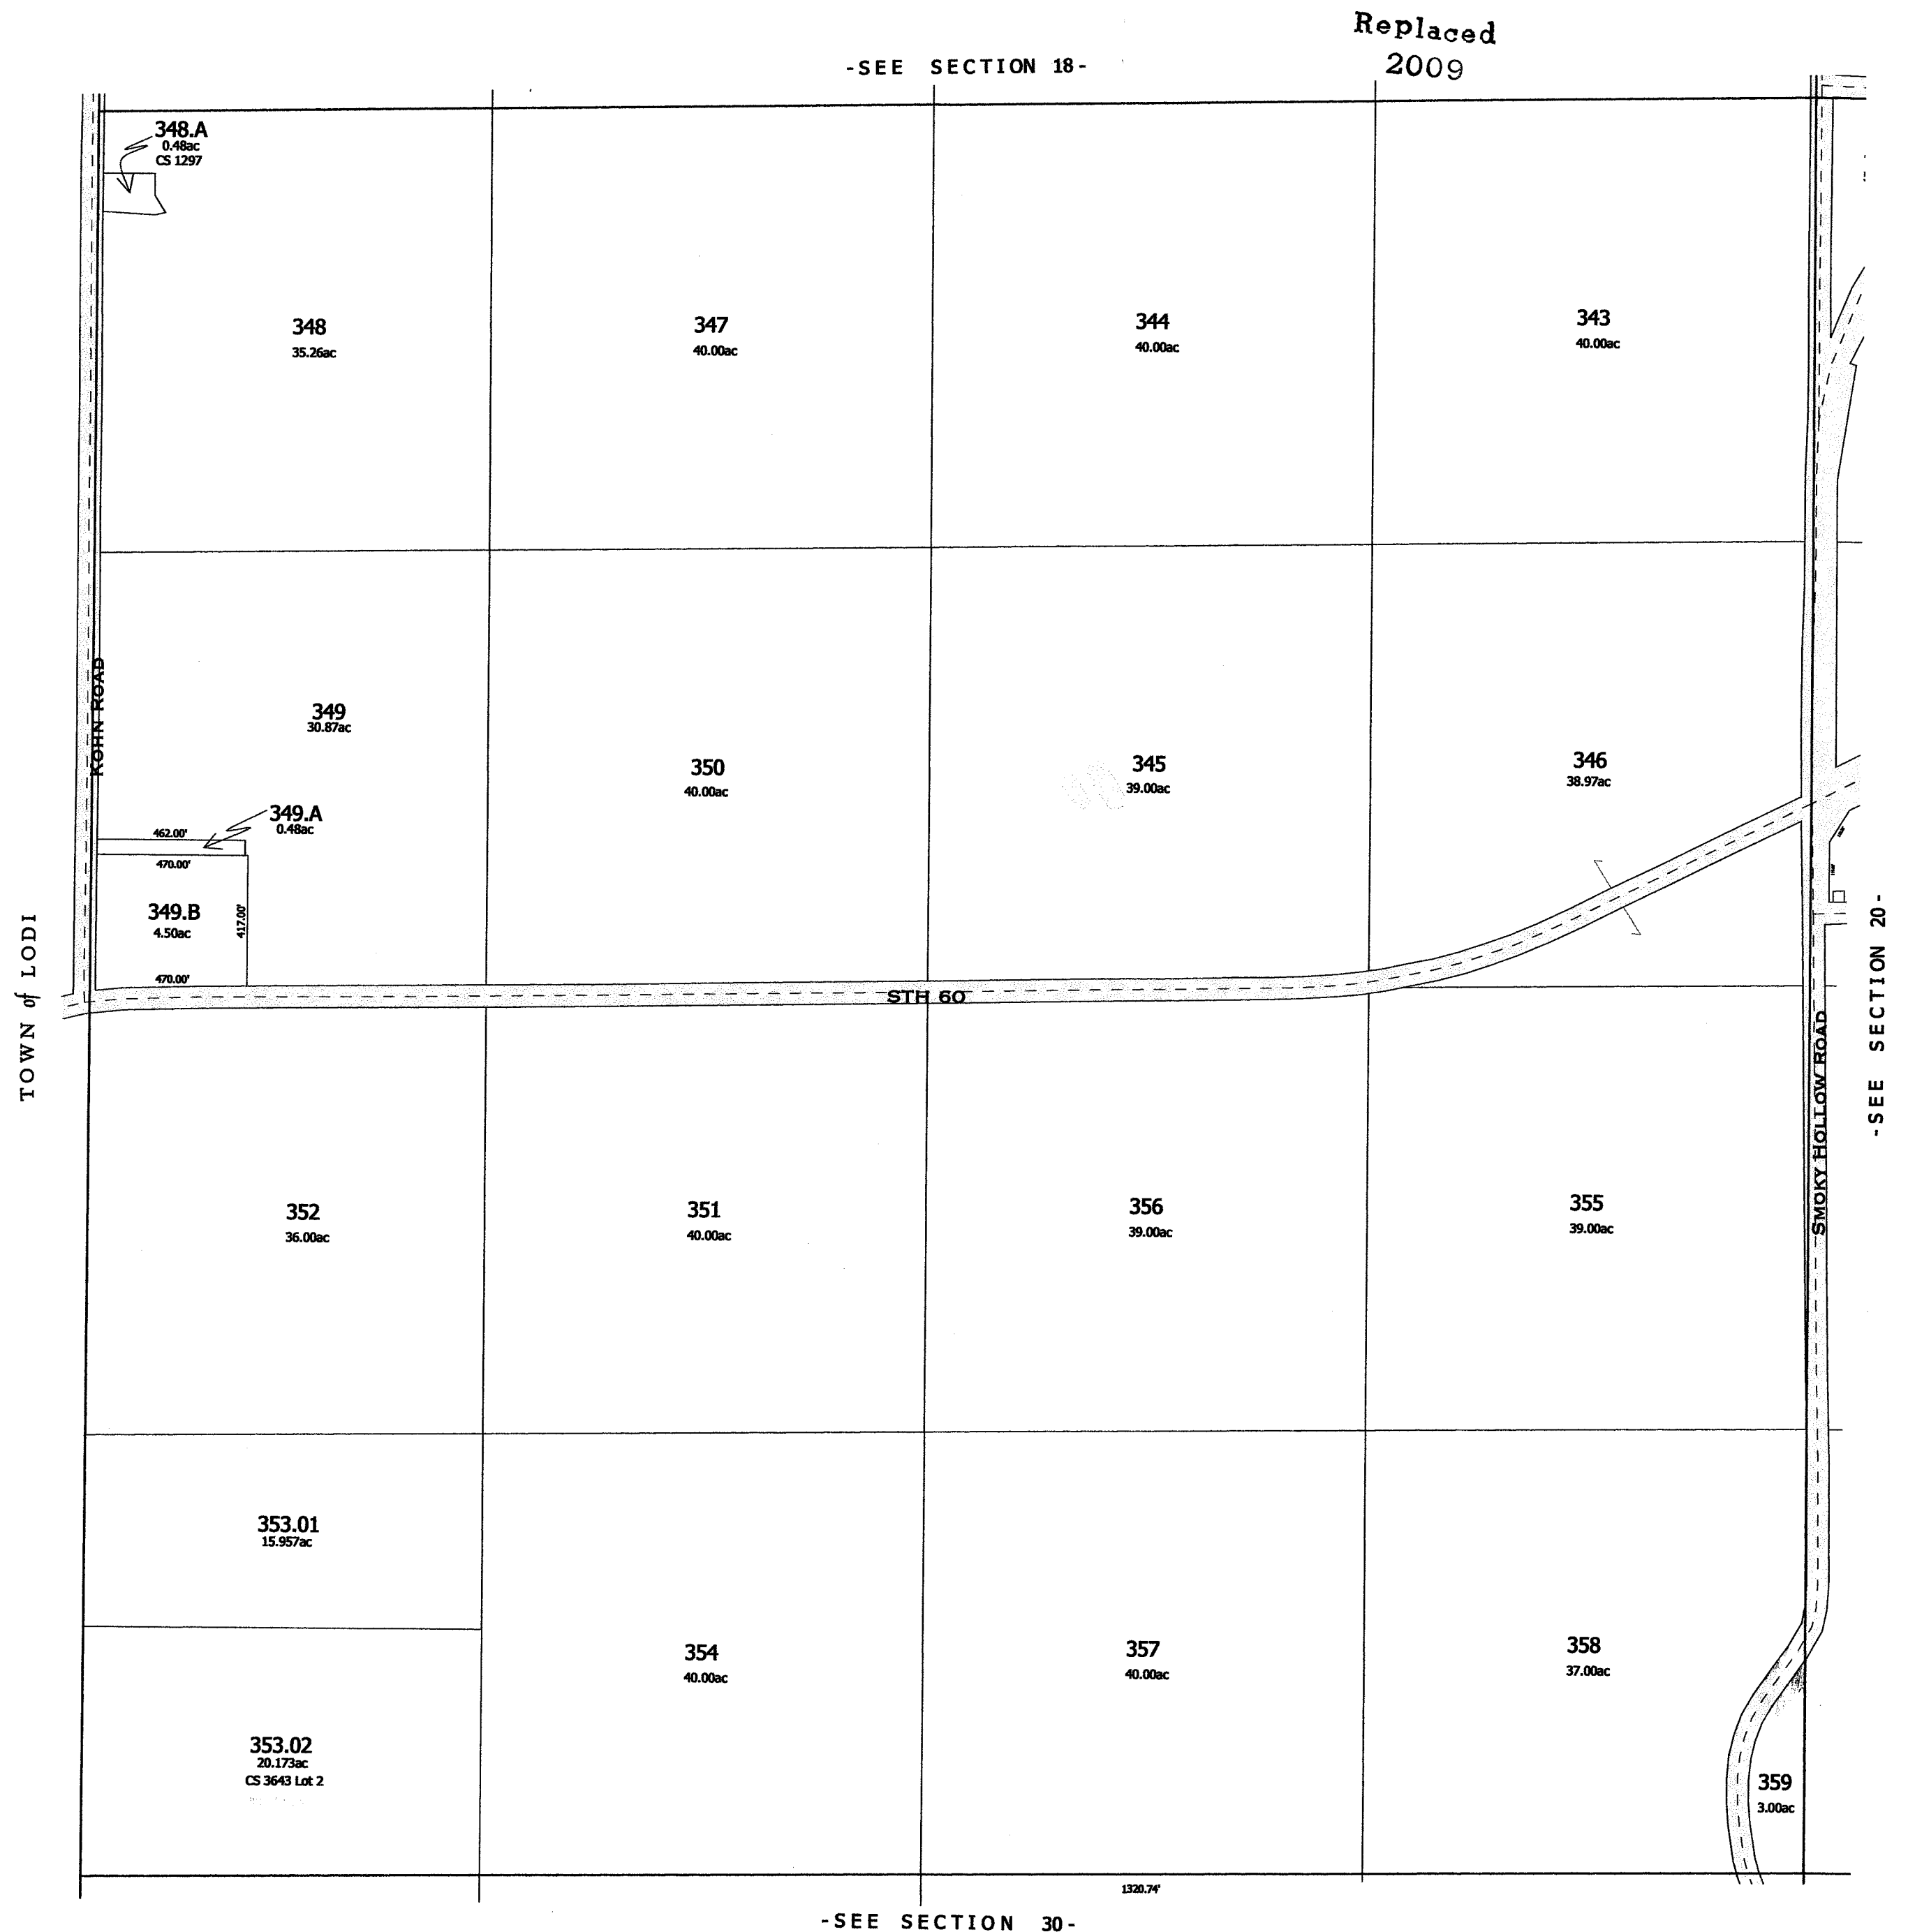 Replaced
2009
-SEE SECTION 18-
348.A
0.48ac
CS 1297
348
35.26ac
347
40.00ac
344
40.00ac
343
40.00ac
KOHN ROAD
349
30.87ac
350
40.00ac
345
39.00ac
346
38.97ac
349.A
0.48ac
462.00'
470.00'
349.B
4.50ac
417.00'
470.00'
STH 60
TOWN of LODI
-SEE SECTION 20-
SMOKY HOLLOW ROAD
352
36.00ac
351
40.00ac
356
39.00ac
355
39.00ac
353.01
15.957ac
354
40.00ac
357
40.00ac
358
37.00ac
353.02
20.173ac
CS 3643 Lot 2
359
3.00ac
1320.74'
-SEE SECTION 30-